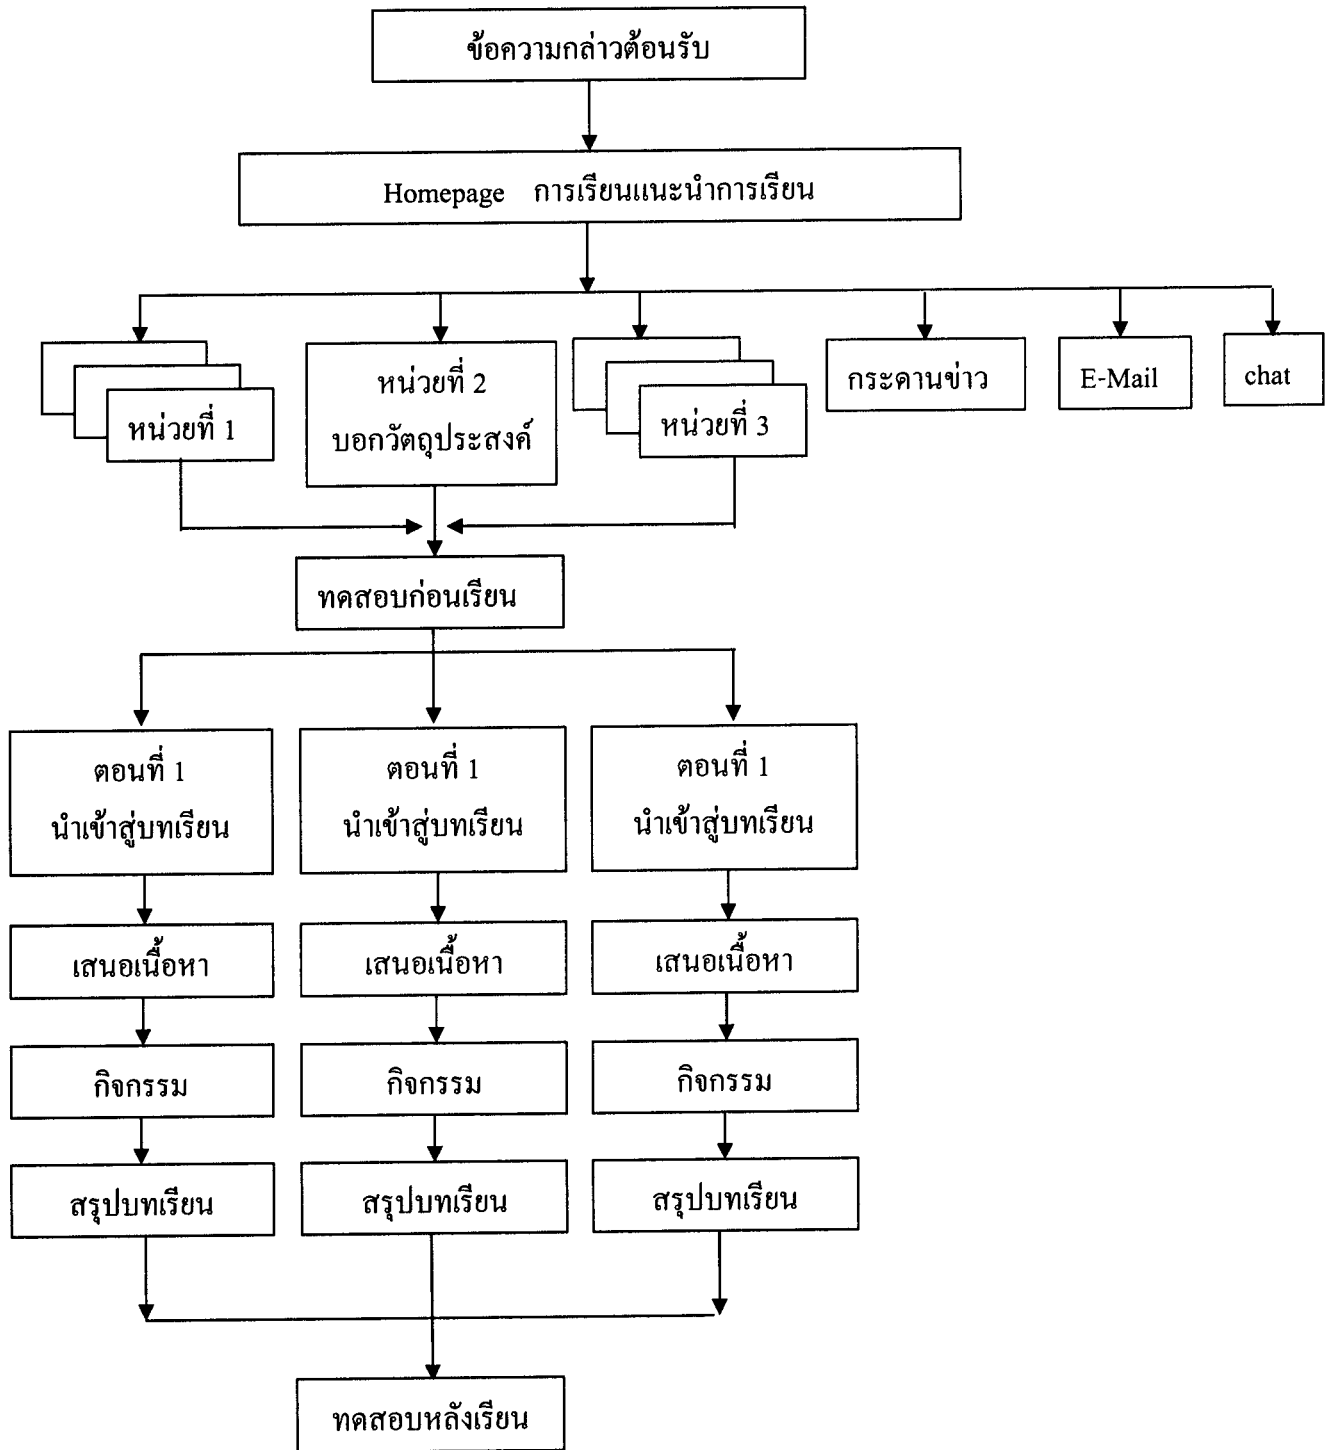 ข้อความกล่าวต้อนรับ
Homepage การเรียนแนะนำการเรียน
หน่วยที่ 1
หน่วยที่ 2
บอกวัตถุประสงค์
หน่วยที่ 3
กระดานข่าว
E-Mail
chat
ทดสอบก่อนเรียน
ตอนที่ 1
นำเข้าสู่บทเรียน
ตอนที่ 1
นำเข้าสู่บทเรียน
ตอนที่ 1
นำเข้าสู่บทเรียน
เสนอเนื้อหา
เสนอเนื้อหา
เสนอเนื้อหา
กิจกรรม
กิจกรรม
กิจกรรม
สรุปบทเรียน
สรุปบทเรียน
สรุปบทเรียน
ทดสอบหลังเรียน